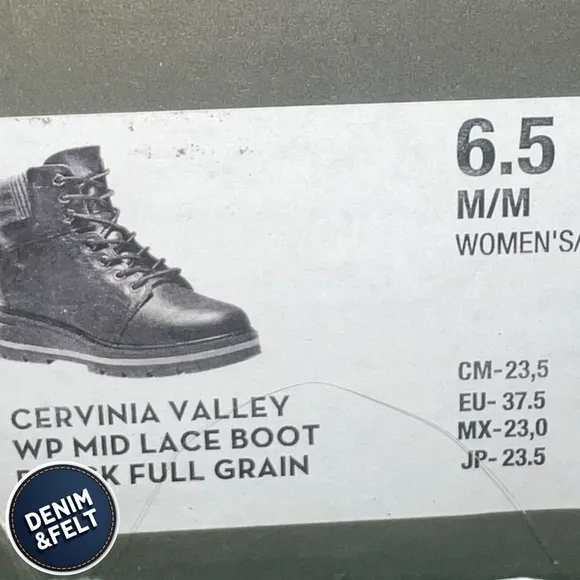 6.5
M/M
WOMEN'S/
CM-23,5
EU- 37.5
MX-23,0
JP- 23.5
CERVINIA VALLEY
WP MID LACE BOOT
FULL GRAIN
DENIM
&FELT